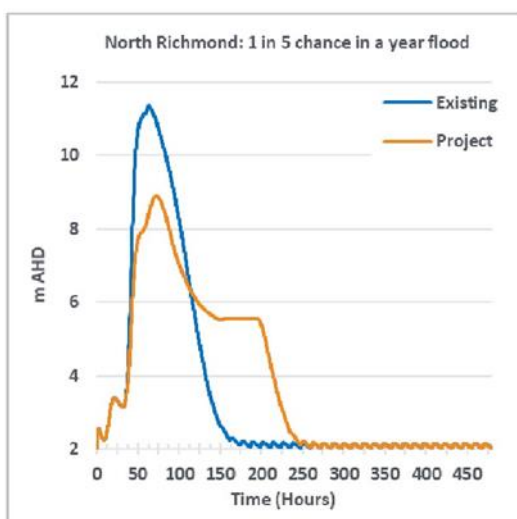 North Richmond: 1 in 5 chance in a year flood
12
10
8
6
4
2
m AHD
Existing
Project
0 50 100 150 200 250 300 350 400 450
Time (Hours)